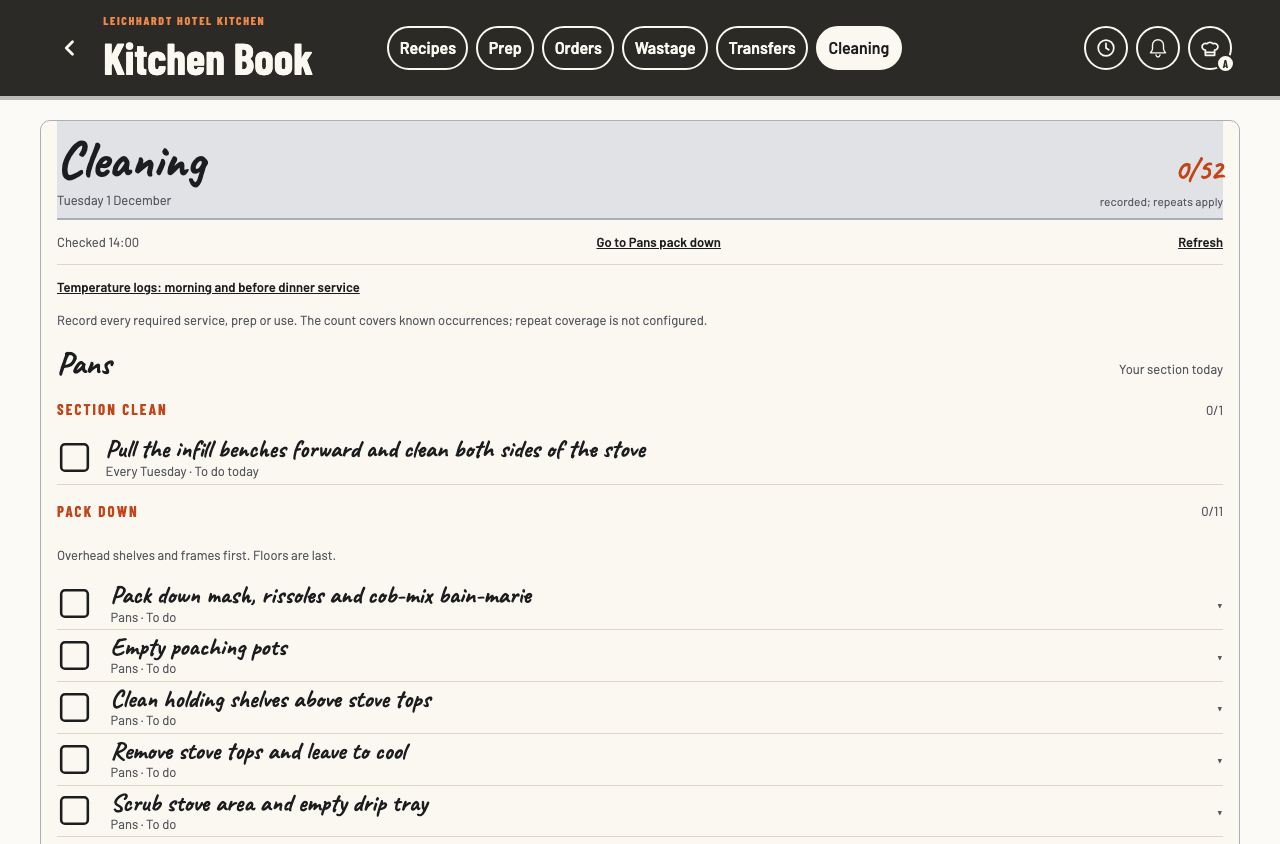 LEICHHARDT HOTEL KITCHEN
Kitchen Book
Recipes
Prep
Orders
Wastage
Transfers
Cleaning
A
Cleaning
0/52
Tuesday 1 December
recorded; repeats apply
Checked 14:00
Go to Pans pack down
Refresh
Temperature logs: morning and before dinner service
Record every required service, prep or use. The count covers known occurrences; repeat coverage is not configured.
Pans
Your section today
SECTION CLEAN
0/1
Pull the infill benches forward and clean both sides of the stove
Every Tuesday · To do today
PACK DOWN
0/11
Overhead shelves and frames first. Floors are last.
Pack down mash, rissoles and cob-mix bain-marie
Pans · To do
Empty poaching pots
Pans · To do
Clean holding shelves above stove tops
Pans · To do
Remove stove tops and leave to cool
Pans · To do
Scrub stove area and empty drip tray
Pans · To do